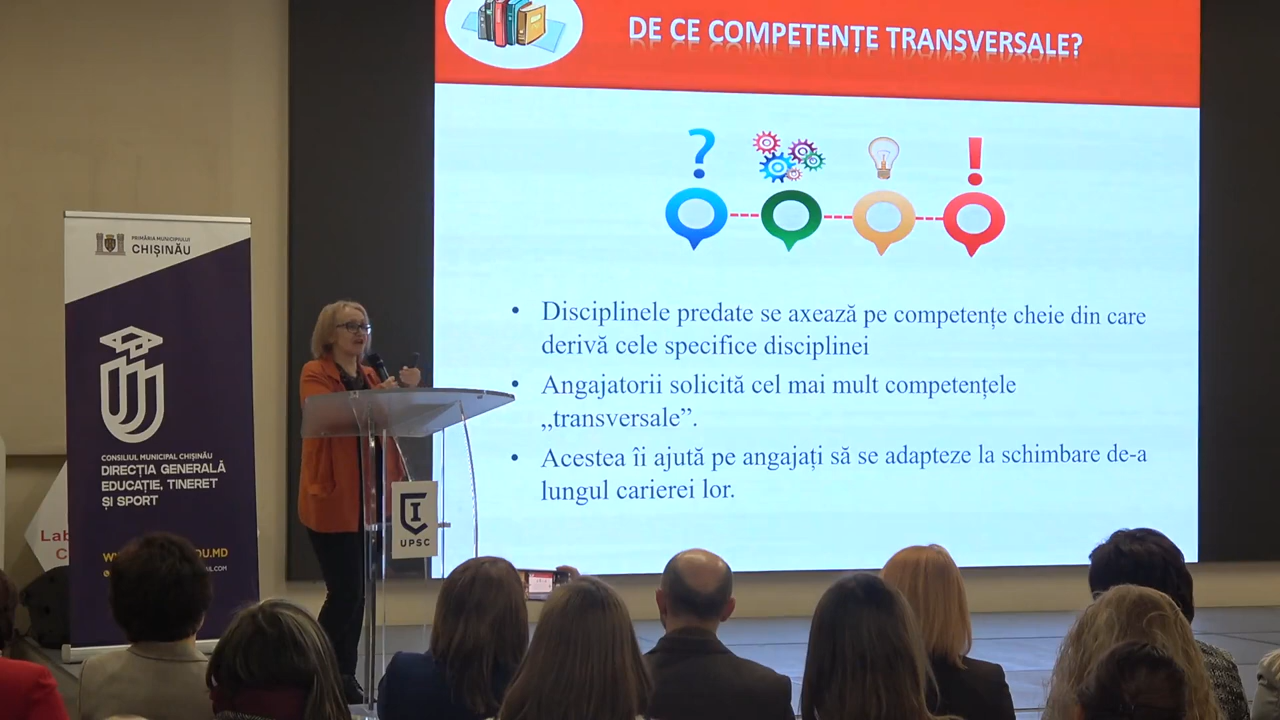 DE CE COMPETENȚE TRANSVERSALE?
?
!
• Disciplinele predate se axează pe competențe cheie din care
derivă cele specifice disciplinei
• Angajatorii solicită cel mai mult competențele
„transversale”.
• Acestea îi ajută pe angajați să se adapteze la schimbare de-a
lungul carierei lor.
PRIMĂRIA MUNICIPIULUI
CHIȘINĂU
CONSILIUL MUNICIPAL CHIȘINĂU
DIRECȚIA GENERALĂ
EDUCAȚIE, TINERET
ȘI SPORT
UPSC
Lab
C